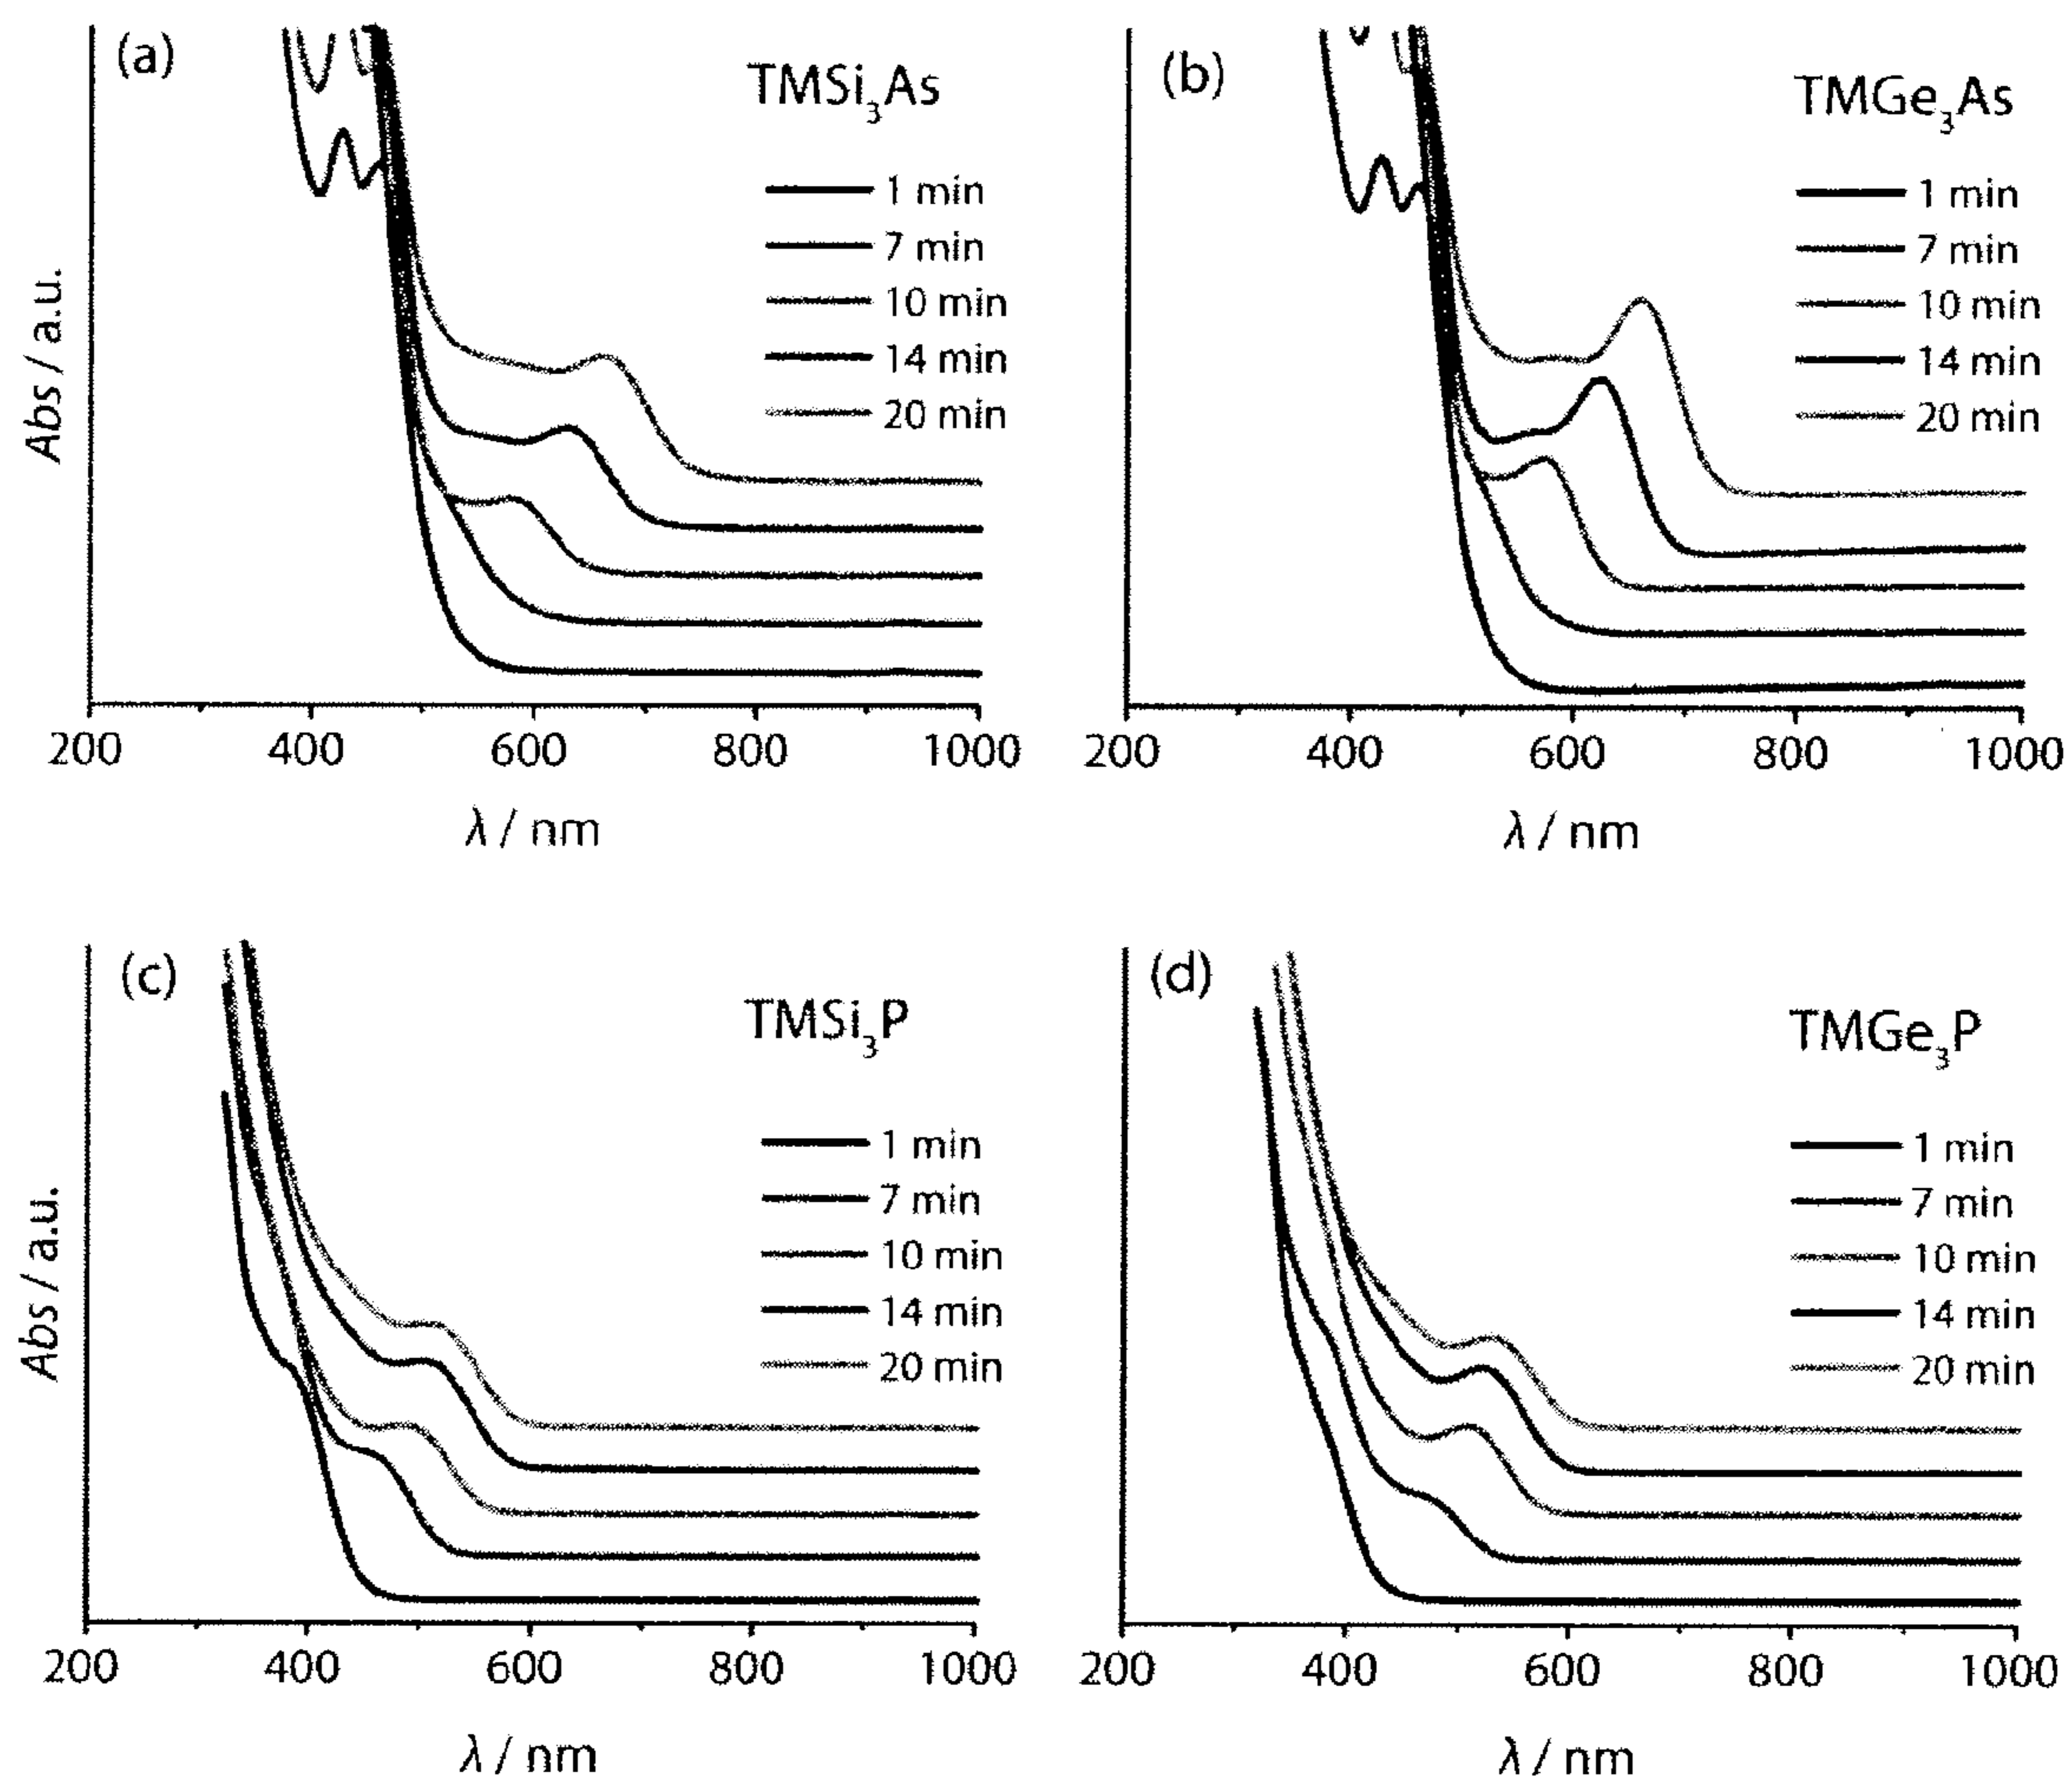 (a)
TMSi₃As
1 min
7 min
10 min
14 min
20 min
Abs / a.u.
200 400 600 800 1000
λ / nm
(b)
TMGe₃As
1 min
7 min
10 min
14 min
20 min
200 400 600 800 1000
λ / nm
(c)
TMSi₃P
1 min
7 min
10 min
14 min
20 min
Abs / a.u.
200 400 600 800 1000
λ / nm
(d)
TMGe₃P
1 min
7 min
10 min
14 min
20 min
200 400 600 800 1000
λ / nm